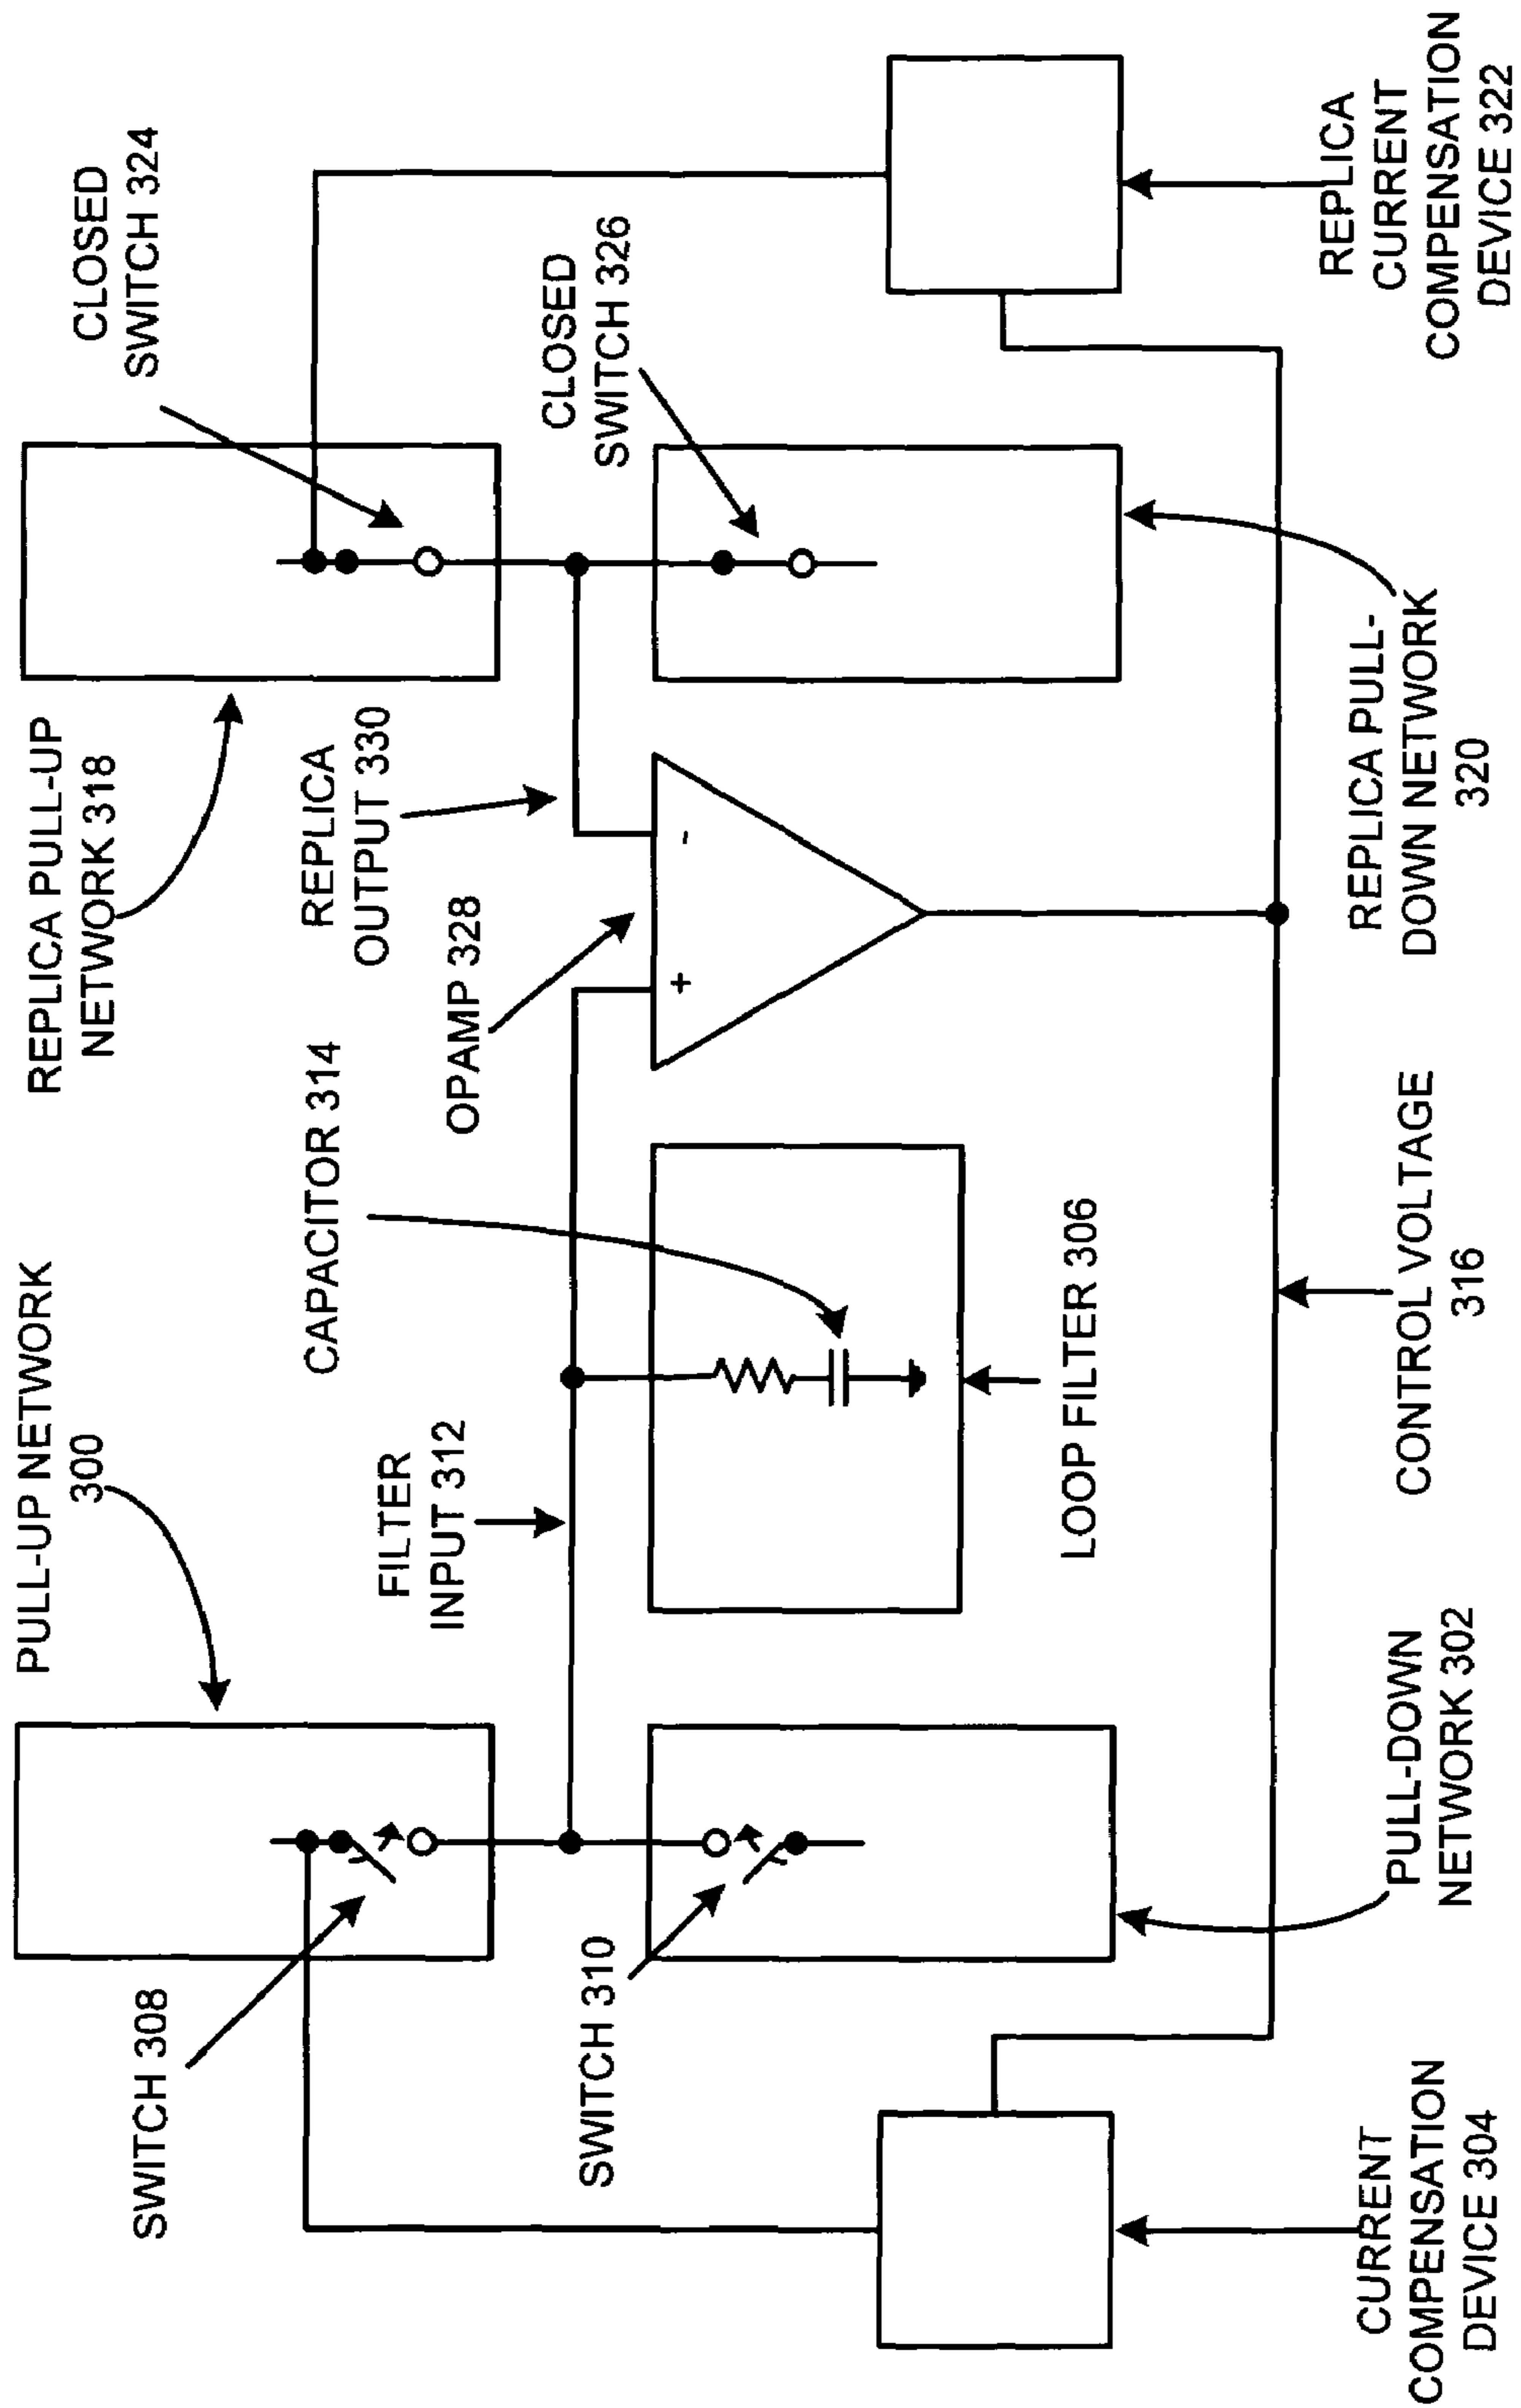 PULL-UP NETWORK
300
REPLICA PULL-UP
NETWORK 318
CLOSED
SWITCH 324
SWITCH 308
FILTER
INPUT 312
CAPACITOR 314
OPAMP 328
REPLICA
OUTPUT 330
CLOSED
SWITCH 326
SWITCH 310
+
-
LOOP FILTER 306
CURRENT
COMPENSATION
DEVICE 304
PULL-DOWN
NETWORK 302
CONTROL VOLTAGE
316
REPLICA PULL-
DOWN NETWORK
320
REPLICA
CURRENT
COMPENSATION
DEVICE 322